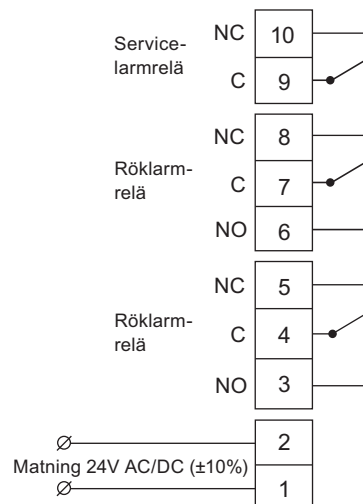 Service-
larmrelä
NC 10
C 9
Röklarm-
relä
NC 8
C 7
NO 6
Röklarm-
relä
NC 5
C 4
NO 3
2
Matning 24V AC/DC (±10%)
1